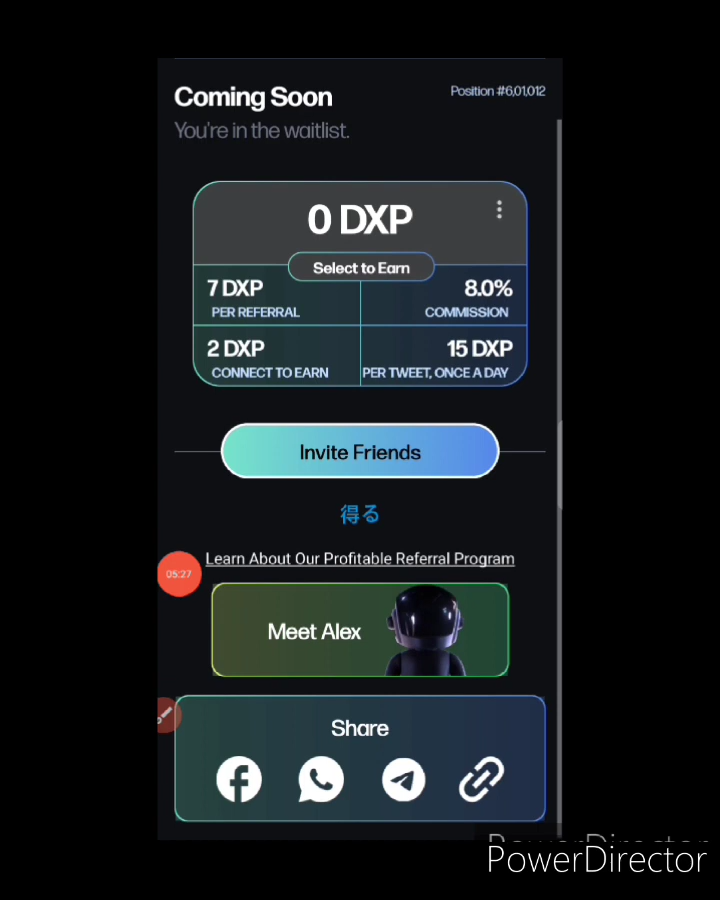 Coming Soon
Position #6,01,012
You're in the waitlist.
0 DXP
Select to Earn
7 DXP
8.0%
PER REFERRAL
COMMISSION
2 DXP
15 DXP
CONNECT TO EARN
PER TWEET, ONCE A DAY
Invite Friends
得る
Learn About Our Profitable Referral Program
05:27
Meet Alex
Share
PowerDirector
PowerDirector